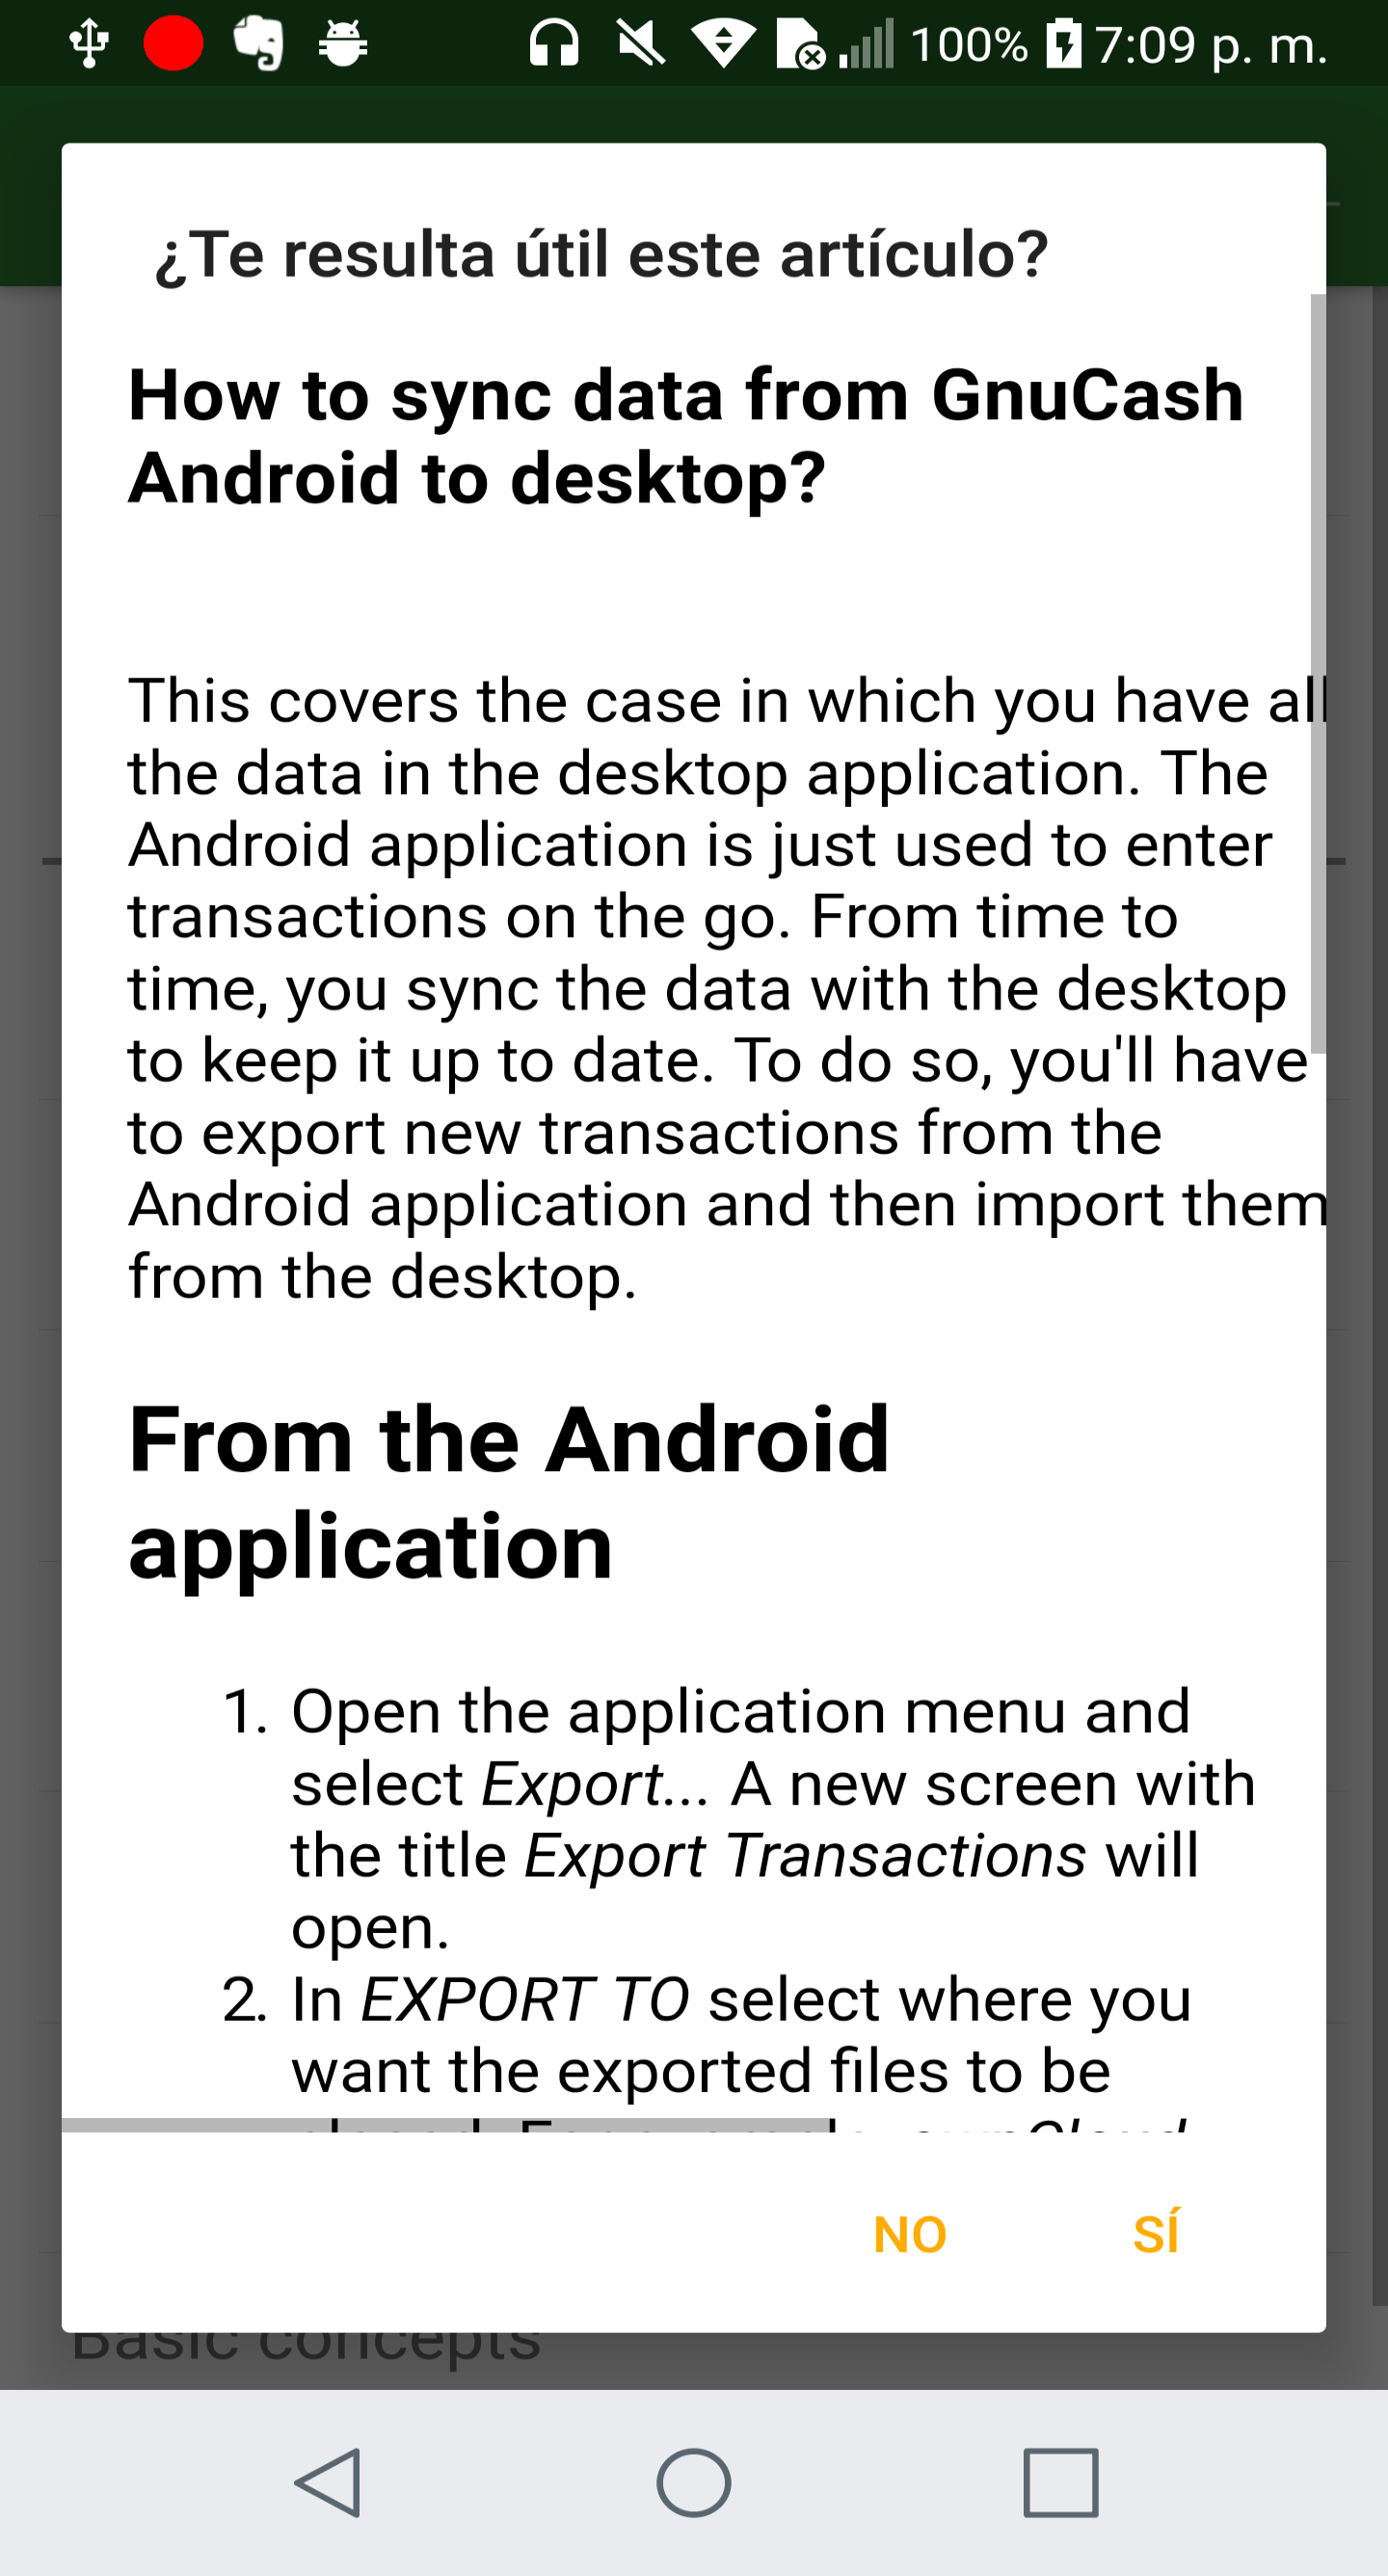 100% 7:09 p. m.
¿Te resulta útil este artículo?
How to sync data from GnuCash
Android to desktop?
This covers the case in which you have all
the data in the desktop application. The
Android application is just used to enter
transactions on the go. From time to
time, you sync the data with the desktop
to keep it up to date. To do so, you'll have
to export new transactions from the
Android application and then import them
from the desktop.
From the Android
application
1. Open the application menu and
select Export... A new screen with
the title Export Transactions will
open.
2. In EXPORT TO select where you
want the exported files to be
NO SÍ
Basic concepts